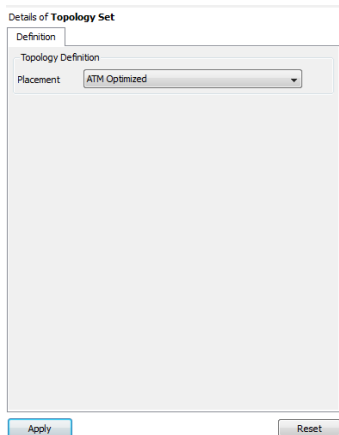 Details of Topology Set
Definition
Topology Definition
Placement ATM Optimized
Apply Reset